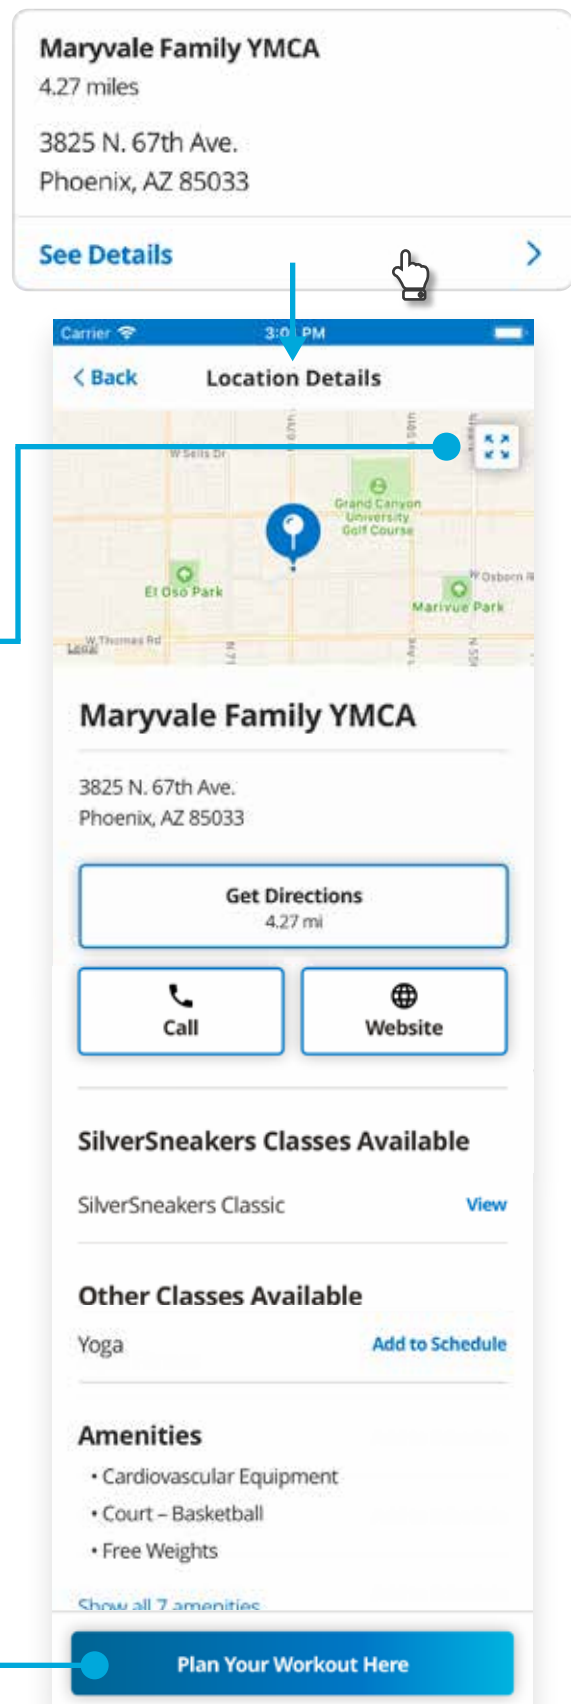 Maryvale Family YMCA
4.27 miles
3825 N. 67th Ave.
Phoenix, AZ 85033
See Details
Carrier
PM
Back
Location Details
W Sells Dr
Grand Canyon
University
Golf Course
El Oso Park
W Osborn R
Marivue Park
W Thomas Rd
Legal
N 71
Maryvale Family YMCA
3825 N. 67th Ave.
Phoenix, AZ 85033
Get Directions
4.27 mi
Call
Website
SilverSneakers Classes Available
SilverSneakers Classic
View
Other Classes Available
Yoga
Add to Schedule
Amenities
• Cardiovascular Equipment
• Court – Basketball
• Free Weights
Show all 7 amenities
Plan Your Workout Here